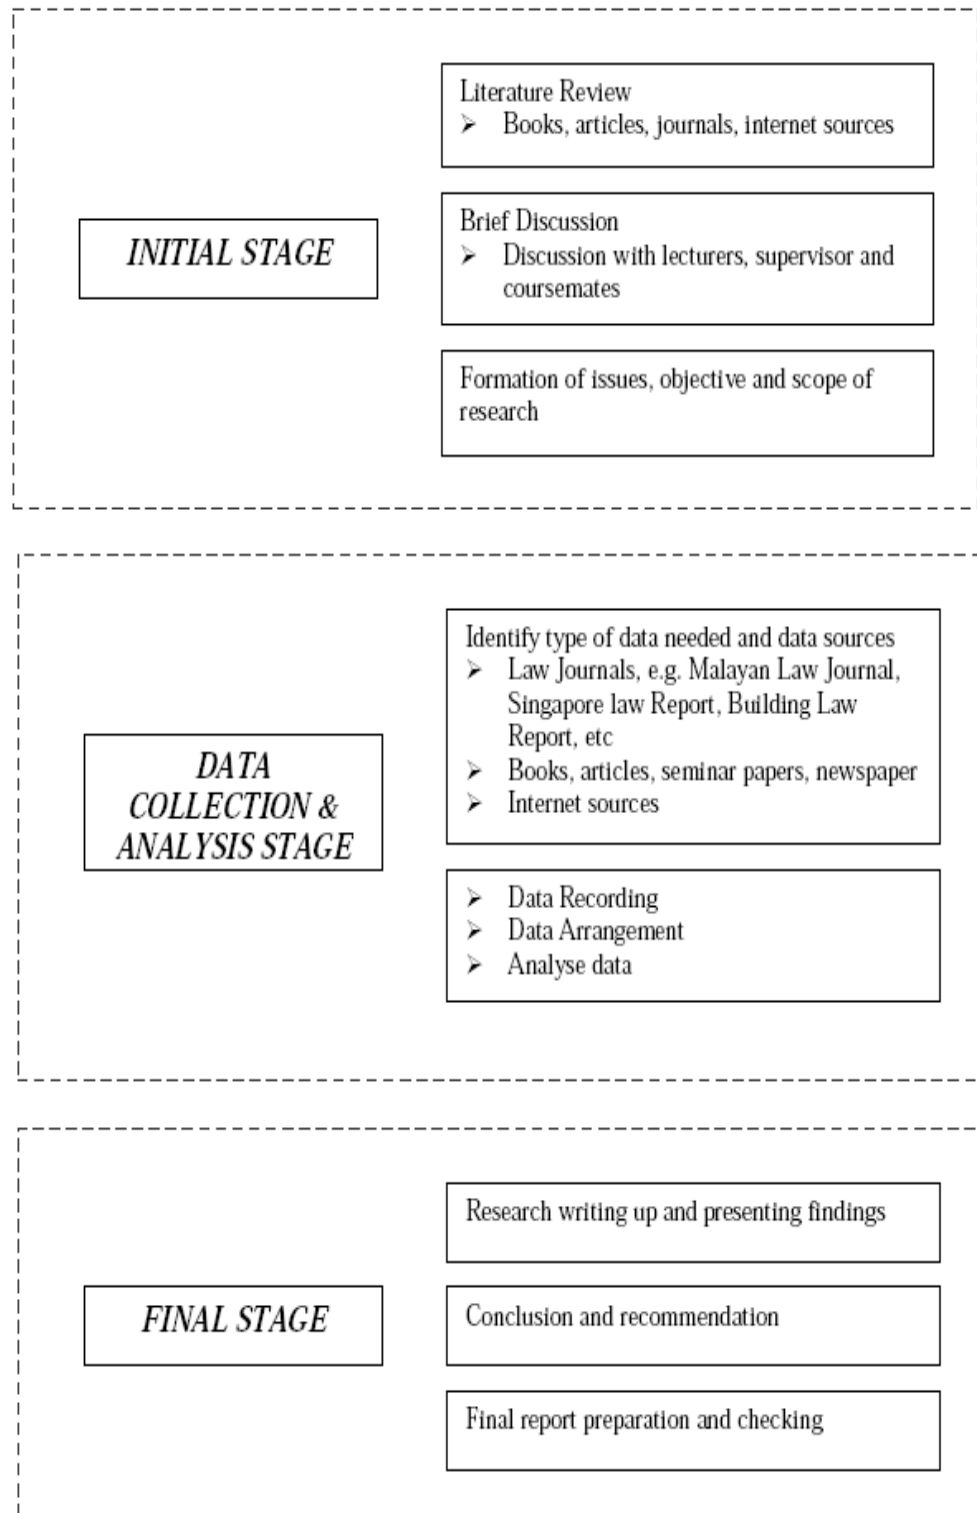 Literature Review
➢ Books, articles, journals, internet sources
INITIAL STAGE
Brief Discussion
➢ Discussion with lecturers, supervisor and
coursemates
Formation of issues, objective and scope of
research
Identify type of data needed and data sources
➢ Law Journals, e.g. Malayan Law Journal,
Singapore law Report, Building Law
Report, etc
➢ Books, articles, seminar papers, newspaper
➢ Internet sources
DATA
COLLECTION &
ANALYSIS STAGE
➢ Data Recording
➢ Data Arrangement
➢ Analyse data
Research writing up and presenting findings
FINAL STAGE
Conclusion and recommendation
Final report preparation and checking